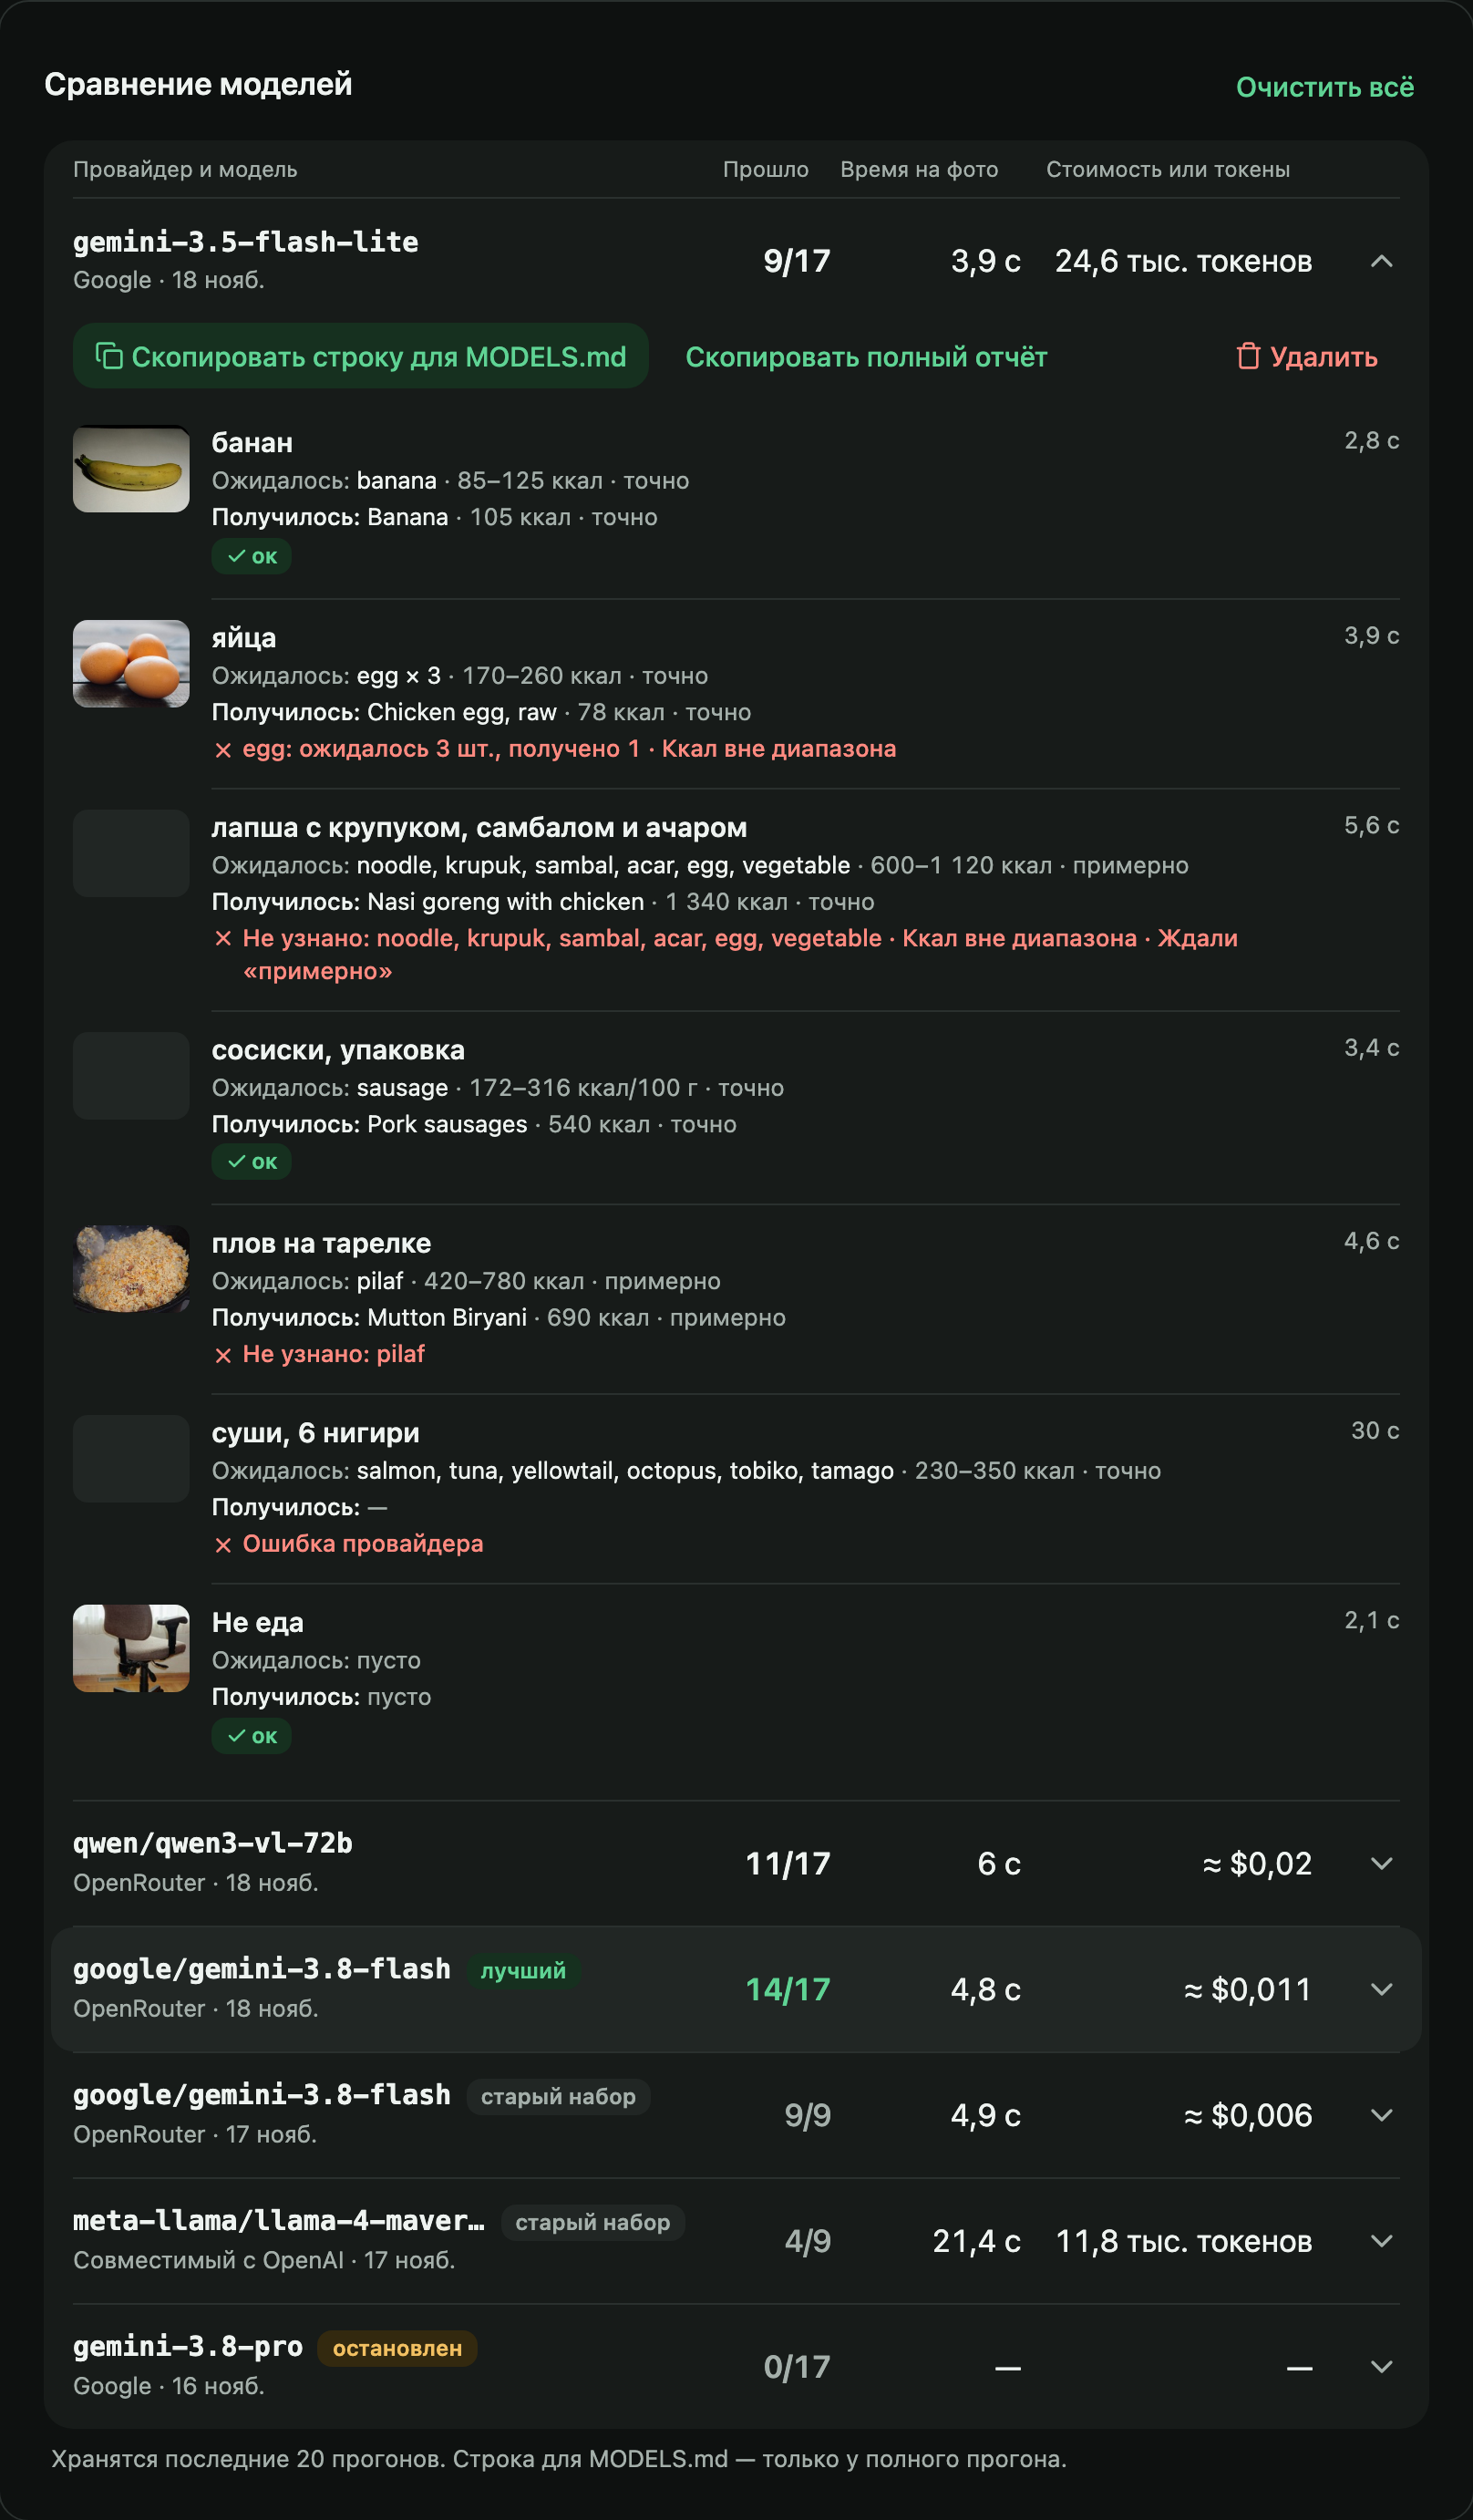 Сравнение моделей
Очистить всё
Провайдер и модель Прошло Время на фото Стоимость или токены
gemini-3.5-flash-lite
Google · 18 нояб.
9/17 3,9 с 24,6 тыс. токенов
Скопировать строку для MODELS.md Скопировать полный отчёт Удалить
банан 2,8 с
Ожидалось: banana · 85–125 ккал · точно
Получилось: Banana · 105 ккал · точно
✓ ок
яйца 3,9 с
Ожидалось: egg × 3 · 170–260 ккал · точно
Получилось: Chicken egg, raw · 78 ккал · точно
× egg: ожидалось 3 шт., получено 1 · Ккал вне диапазона
лапша с крупуком, самбалом и ачаром 5,6 с
Ожидалось: noodle, krupuk, sambal, acar, egg, vegetable · 600–1 120 ккал · примерно
Получилось: Nasi goreng with chicken · 1 340 ккал · точно
× Не узнано: noodle, krupuk, sambal, acar, egg, vegetable · Ккал вне диапазона · Ждали
«примерно»
сосиски, упаковка 3,4 с
Ожидалось: sausage · 172–316 ккал/100 г · точно
Получилось: Pork sausages · 540 ккал · точно
✓ ок
плов на тарелке 4,6 с
Ожидалось: pilaf · 420–780 ккал · примерно
Получилось: Mutton Biryani · 690 ккал · примерно
× Не узнано: pilaf
суши, 6 нигири 30 с
Ожидалось: salmon, tuna, yellowtail, octopus, tobiko, tamago · 230–350 ккал · точно
Получилось: —
× Ошибка провайдера
Не еда 2,1 с
Ожидалось: пусто
Получилось: пусто
✓ ок
qwen/qwen3-vl-72b
OpenRouter · 18 нояб.
11/17 6 с ≈ $0,02
google/gemini-3.8-flash лучший
OpenRouter · 18 нояб.
14/17 4,8 с ≈ $0,011
google/gemini-3.8-flash старый набор
OpenRouter · 17 нояб.
9/9 4,9 с ≈ $0,006
meta-llama/llama-4-maver… старый набор
Совместимый с OpenAI · 17 нояб.
4/9 21,4 с 11,8 тыс. токенов
gemini-3.8-pro остановлен
Google · 16 нояб.
0/17 — —
Хранятся последние 20 прогонов. Строка для MODELS.md — только у полного прогона.